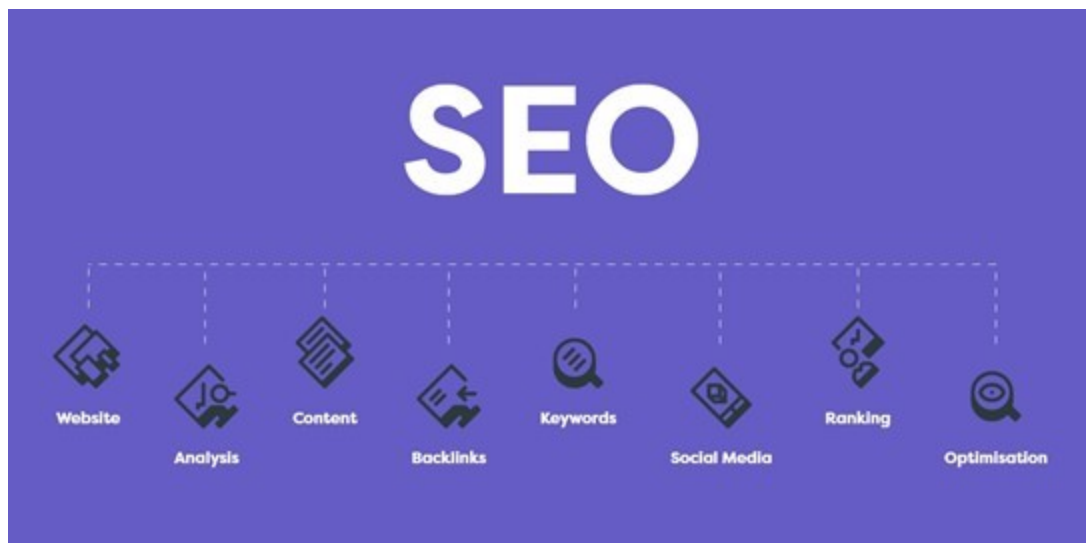 SEO
Website
Analysis
Content
Backlinks
Keywords
Social Media
Ranking
Optimisation